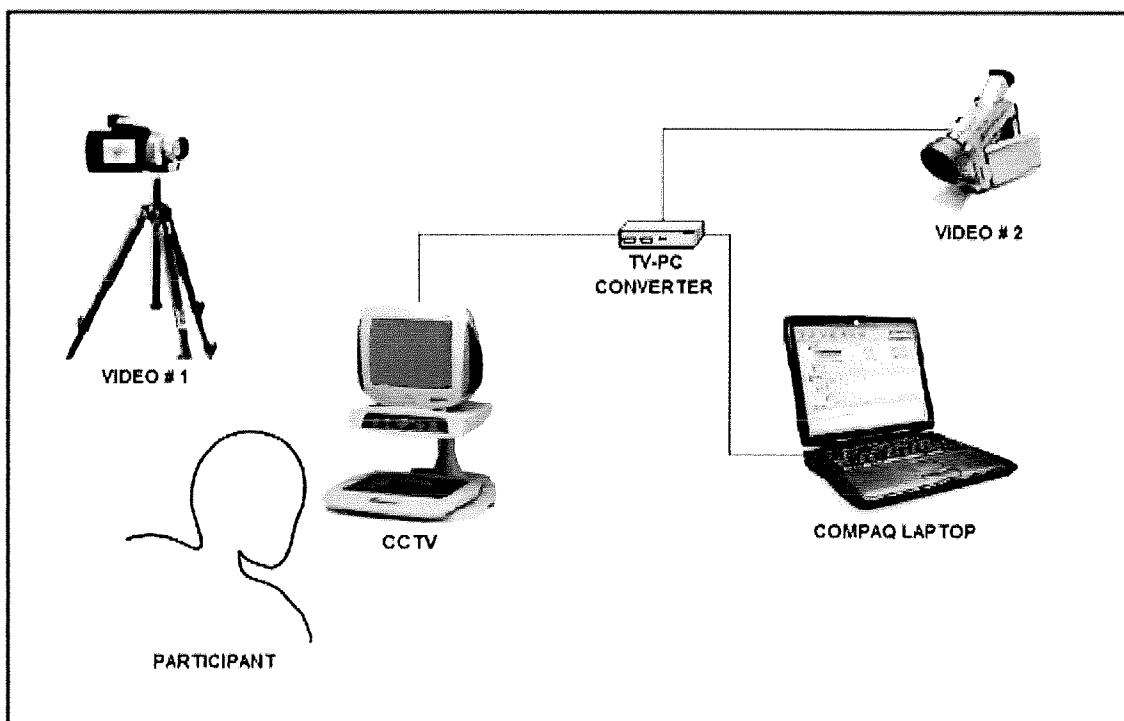 VIDEO # 2
TV-PC
CONVERTER
VIDEO # 1
COMPAQ LAPTOP
CCTV
PARTICIPANT